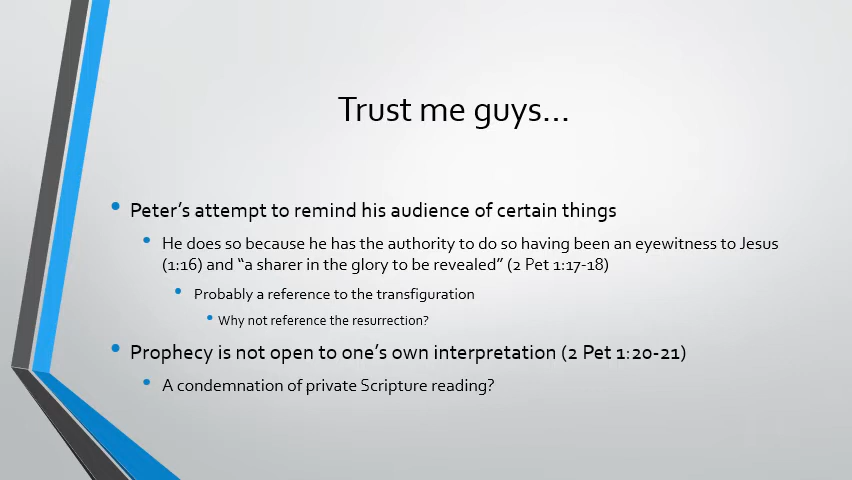 Trust me guys...
Peter's attempt to remind his audience of certain things
He does so because he has the authority to do so having been an eyewitness to Jesus
(1:16) and “a sharer in the glory to be revealed” (2 Pet 1:17-18)
Probably a reference to the transfiguration
Why not reference the resurrection?
Prophecy is not open to one's own interpretation (2 Pet 1:20-21)
A condemnation of private Scripture reading?